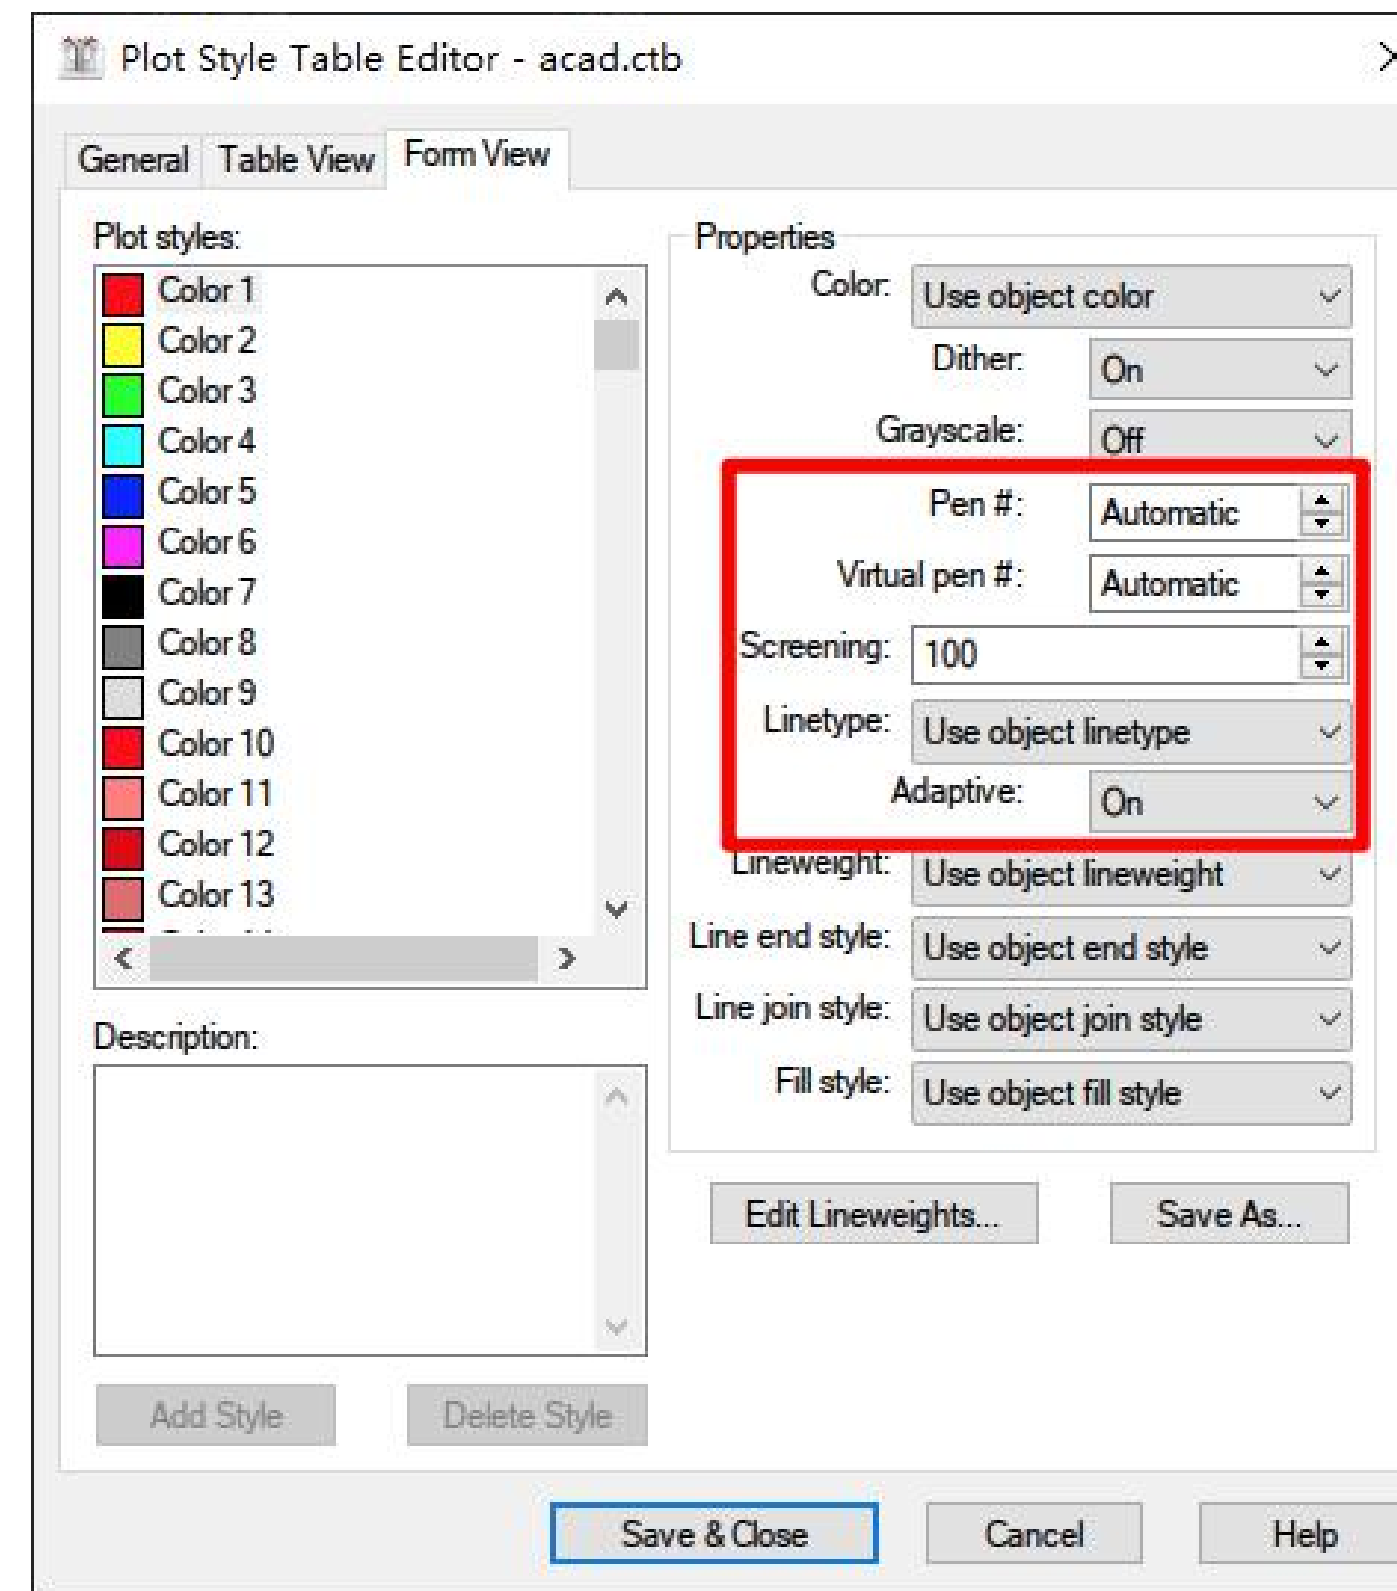 Plot Style Table Editor - acad.ctb
General Table View Form View
Plot styles:
Color 1
Color 2
Color 3
Color 4
Color 5
Color 6
Color 7
Color 8
Color 9
Color 10
Color 11
Color 12
Color 13
Description:
Add Style Delete Style
Properties
Color: Use object color
Dither: On
Grayscale: Off
Pen #: Automatic
Virtual pen #: Automatic
Screening: 100
Linetype: Use object linetype
Adaptive: On
Lineweight: Use object lineweight
Line end style: Use object end style
Line join style: Use object join style
Fill style: Use object fill style
Edit Lineweights... Save As...
Save & Close Cancel Help